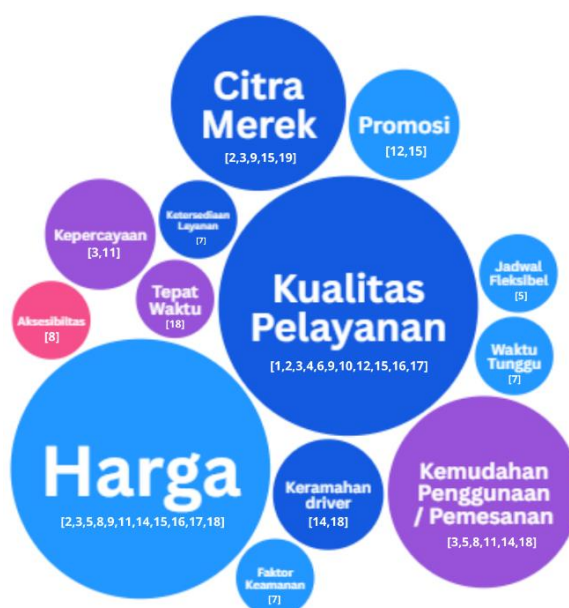 Citra
Merek
[2,3,9,15,19]
Promosi
[12,15]
Kepercayaan
[3,11]
Ketersediaan
Layanan
[7]
Kualitas
Pelayanan
[1,2,3,4,6,9,10,12,15,16,17]
Jadwal
Fleksibel
[5]
Tepat
Waktu
[18]
Aksesibiltas
[8]
Waktu
Tunggu
[7]
Harga
[2,3,5,8,9,11,14,15,16,17,18]
Keramahan
driver
[14,18]
Kemudahan
Penggunaan
/ Pemesanan
[3,5,8,11,14,18]
Faktor
Keamanan
[7]